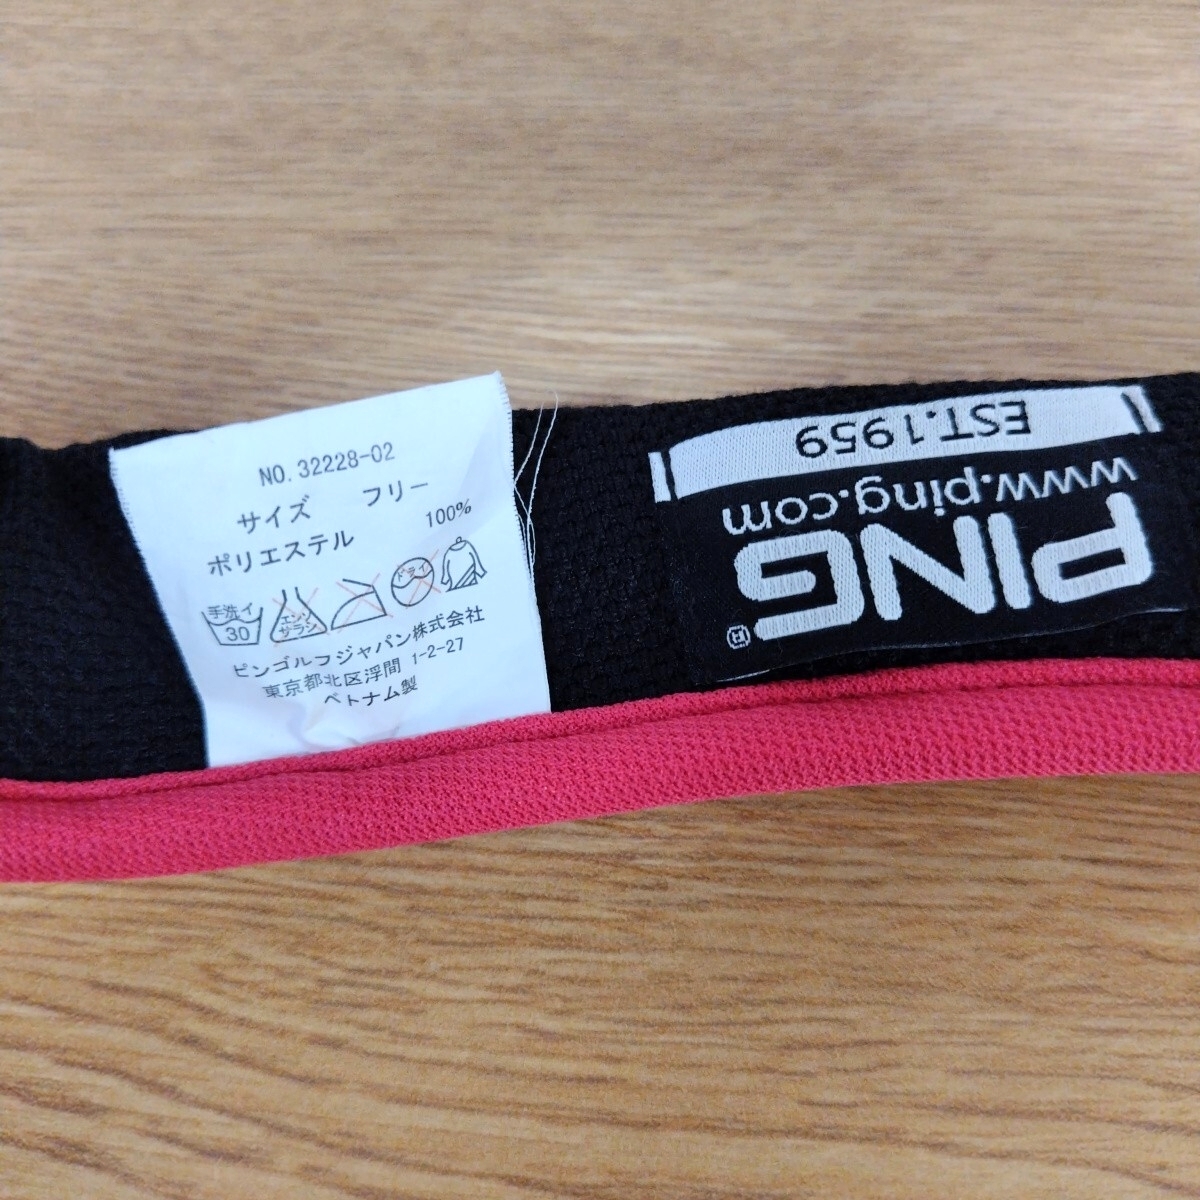 NO.32228-02
サイズ フリー
ポリエステル 100%
手洗イ 30 エンソ サラシ ドライ
ピンゴルフジャパン株式会社
東京都北区浮間 1-2-27
ベトナム製
PING®
www.ping.com
EST.1959